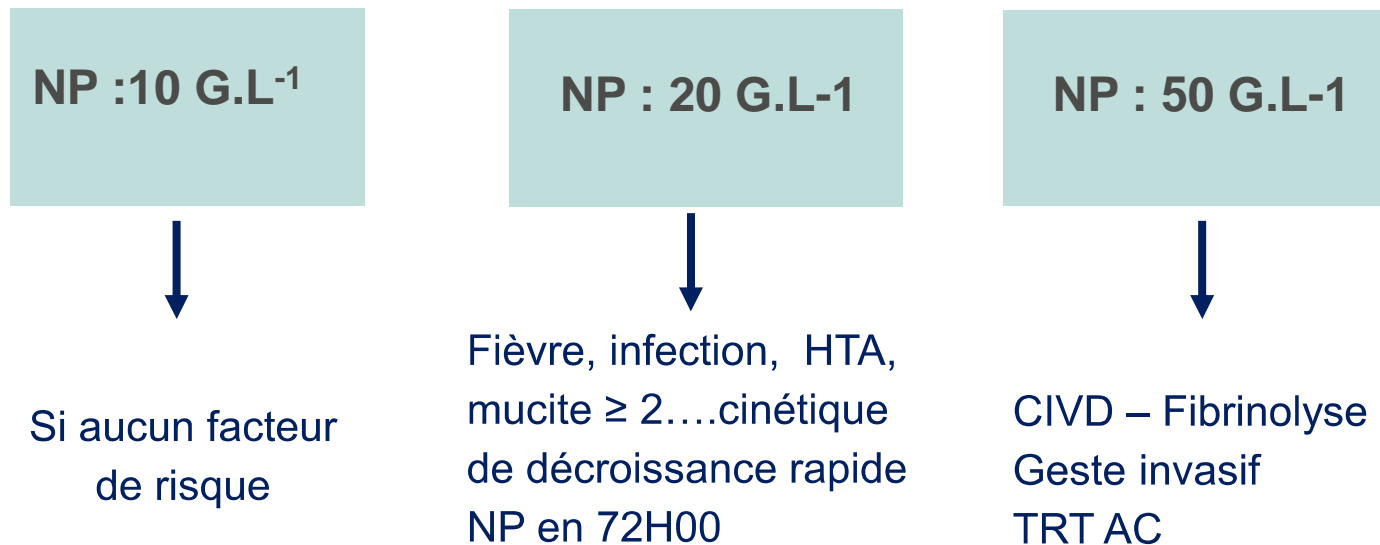 NP :10 G.L-1
Si aucun facteur
de risque
NP : 20 G.L-1
Fièvre, infection,  HTA,
mucite ≥ 2….cinétique
de décroissance rapide
NP en 72H00
NP : 50 G.L-1
CIVD – Fibrinolyse
Geste invasif
TRT AC